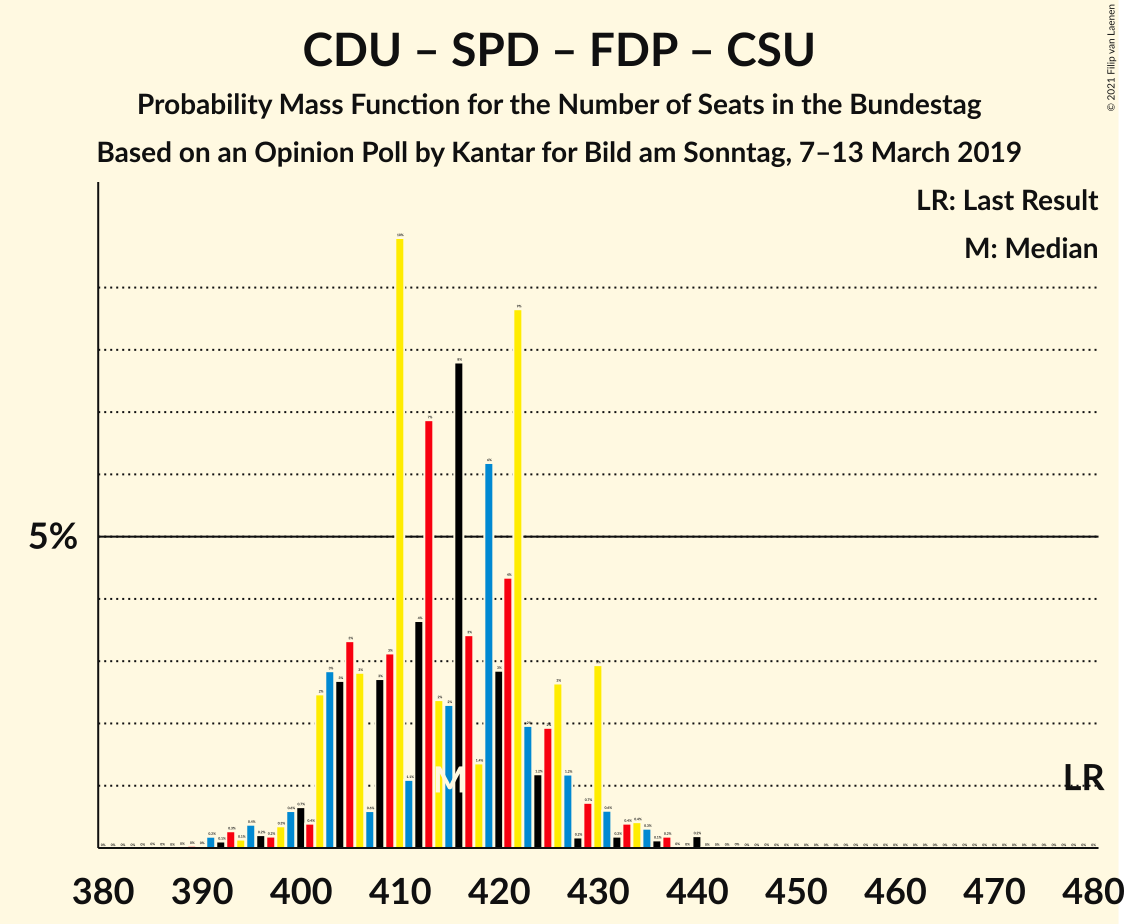 CDU – SPD – FDP – CSU
Probability Mass Function for the Number of Seats in the Bundestag
Based on an Opinion Poll by Kantar for Bild am Sonntag, 7–13 March 2019
© 2021 Filip van Laenen
LR: Last Result
M: Median
5%
M
LR
380 390 400 410 420 430 440 450 460 470 480